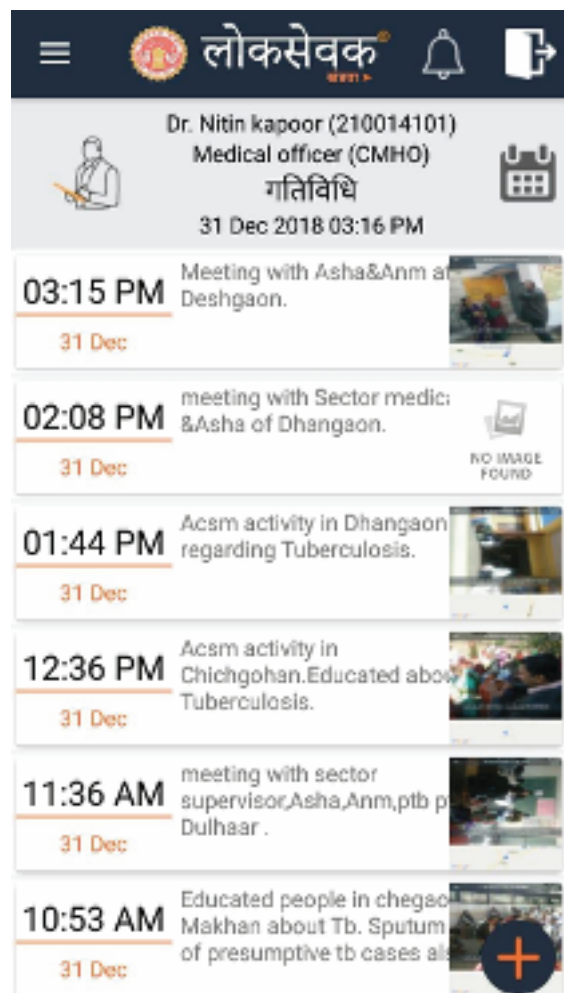 लोकसेवक
Dr. Nitin kapoor (210014101)
Medical officer (CMHO)
गतिविधि
31 Dec 2018 03:16 PM
03:15 PM
31 Dec
Meeting with Asha&Anm at
Deshgaon.
02:08 PM
31 Dec
meeting with Sector
&Asha of Dhangaon.
NO IMAGE
FOUND
01:44 PM
31 Dec
Acsm activity in Dhangaon
regarding Tuberculosis.
12:36 PM
31 Dec
Acsm activity in
Chichgohan.Educated
Tuberculosis.
11:36 AM
31 Dec
meeting with sector
supervisor,Asha,Anm,ptb
Dulhaar .
10:53 AM
31 Dec
Educated people in
Makhan about Tb. Sputum
of presumptive tb cases